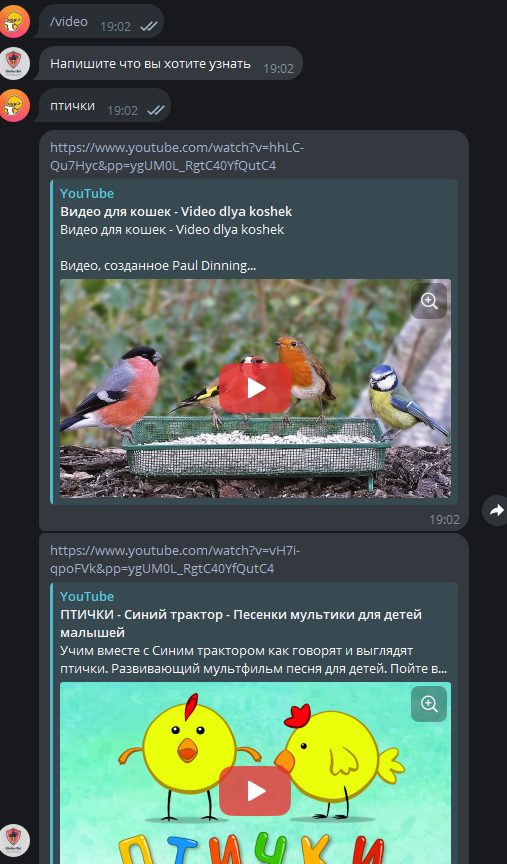 /video 19:02
Напишите что вы хотите узнать 19:02
птички 19:02
https://www.youtube.com/watch?v=hhLC-
Qu7Hyc&pp=ygUM0L_RgtC40YfQutC4
YouTube
Видео для кошек - Video dlya koshek
Видео для кошек - Video dlya koshek
Видео, созданное Paul Dinning...
19:02
https://www.youtube.com/watch?v=vH7i-
qpoFVk&pp=ygUM0L_RgtC40YfQutC4
YouTube
ПТИЧКИ - Синий трактор - Песенки мультики для детей
малышей
Учим вместе с Синим трактором как говорят и выглядят
птички. Развивающий мультфильм песня для детей. Пойте в...
ПТИЧКИ